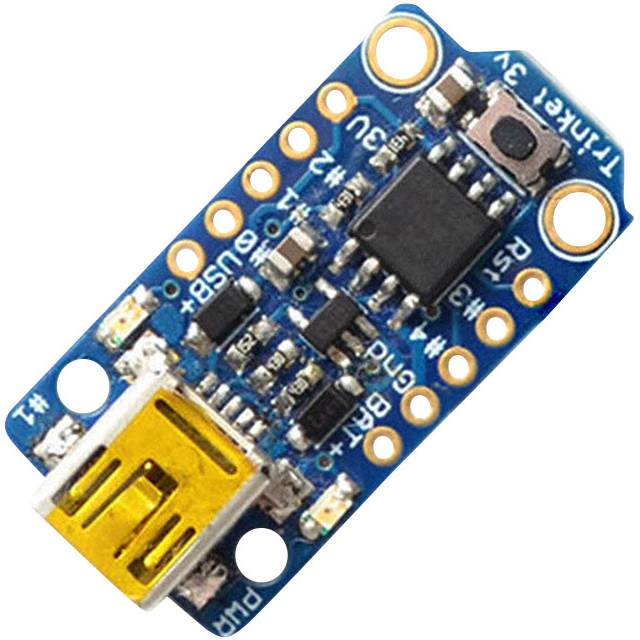 Trinket 3v
3V
#2
#1
#0
USB+
Rst
#3
#4
Gnd
BAT+
#1
PWR